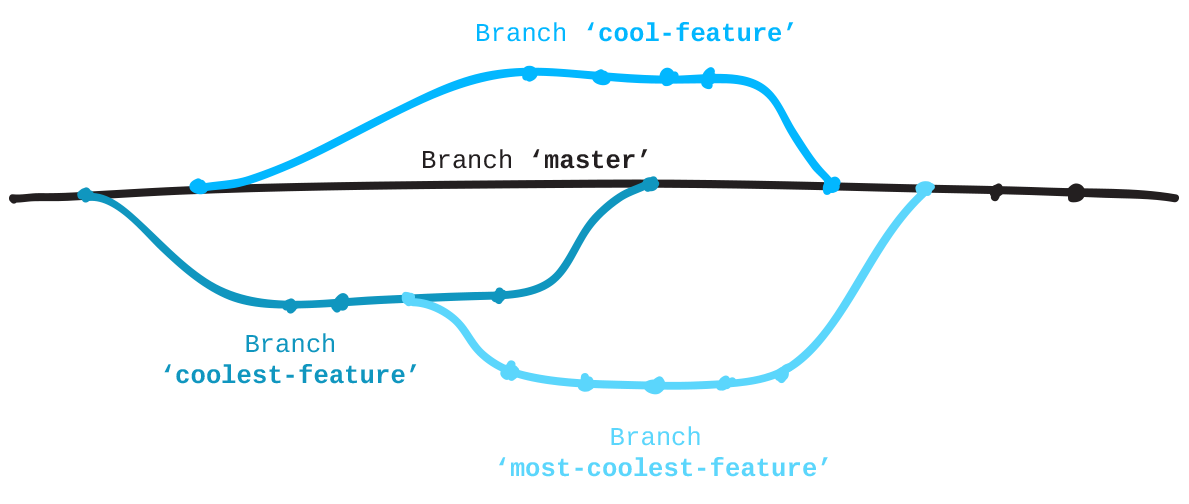 Branch ‘cool-feature’
Branch ‘master’
Branch
‘coolest-feature’
Branch
‘most-coolest-feature’